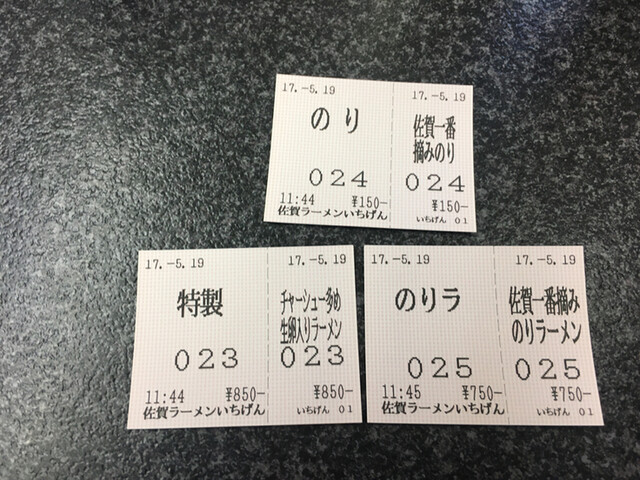 17.-5.19
のり
024
11:44 ¥150-
佐賀ラーメンいちげん
17.-5.19
佐賀一番
摘みのり
024
¥150-
いちげん 01
17.-5.19
特製
023
11:44 ¥850-
佐賀ラーメンいちげん
17.-5.19
チャーシュー多め
生卵入りラーメン
023
¥850-
いちげん 01
17.-5.19
のりラ
025
11:45 ¥750-
佐賀ラーメンいちげん
17.-5.19
佐賀一番摘み
のりラーメン
025
¥750-
いちげん 01